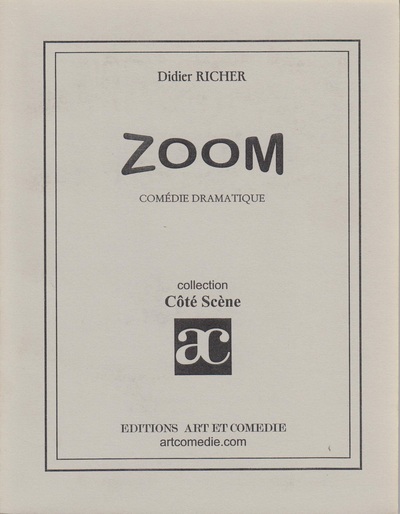 Didier RICHER
ZOOM
COMÉDIE DRAMATIQUE
collection
Côté Scène
ac
EDITIONS ART ET COMEDIE
artcomedie.com